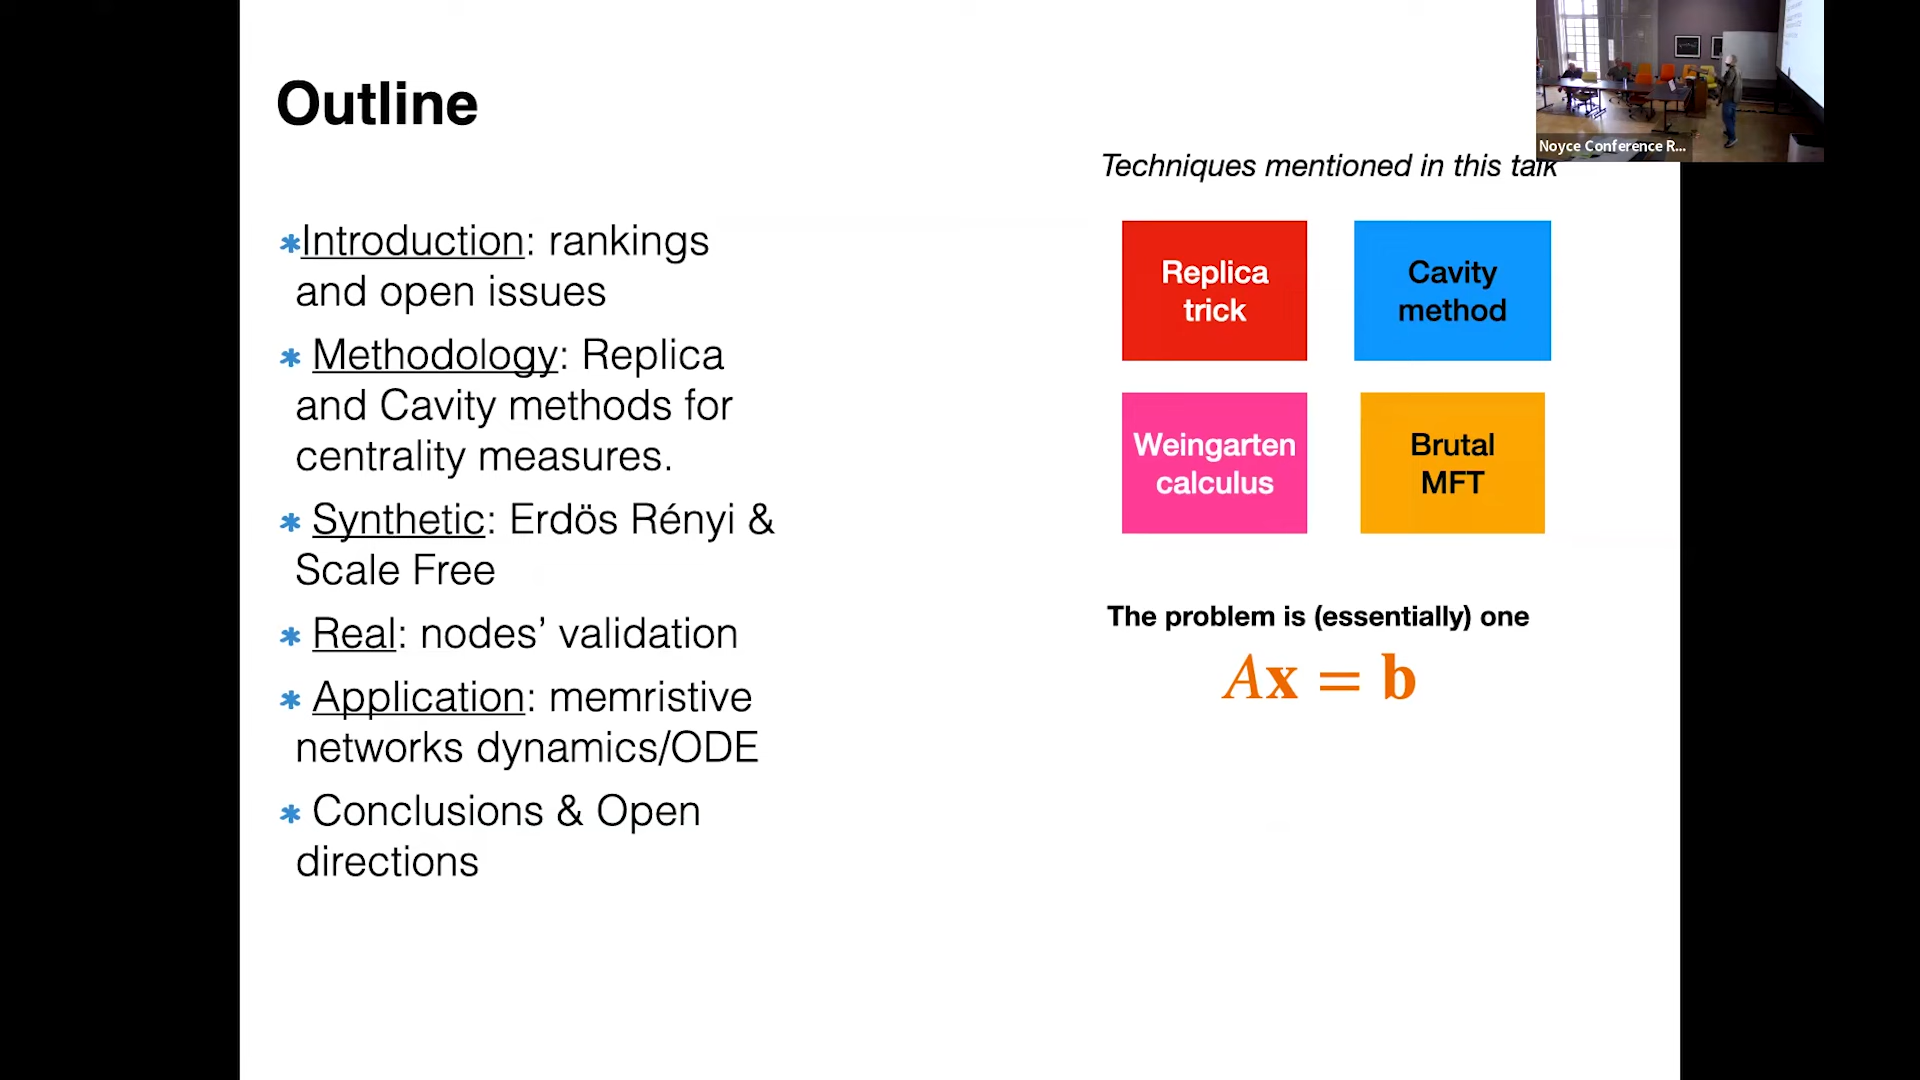 Outline
*Introduction: rankings
and open issues
* Methodology: Replica
and Cavity methods for
centrality measures.
* Synthetic: Erdös Rényi &
Scale Free
* Real: nodes’ validation
* Application: memristive
networks dynamics/ODE
* Conclusions & Open
directions
Techniques mentioned in this talk
Replica
trick
Cavity
method
Weingarten
calculus
Brutal
MFT
The problem is (essentially) one
Ax = b
Noyce Conference R...